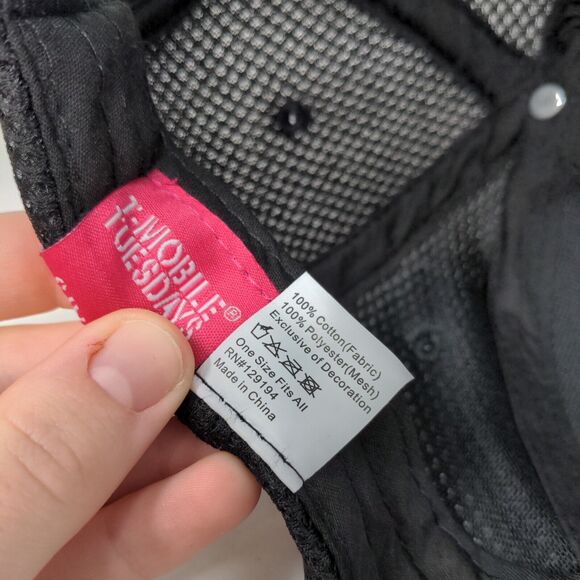 T-MOBILE
TUESDAYS®
100% Cotton(Fabric)
100% Polyester(Mesh)
Exclusive of Decoration
One Size Fits All
RN#129194
Made in China